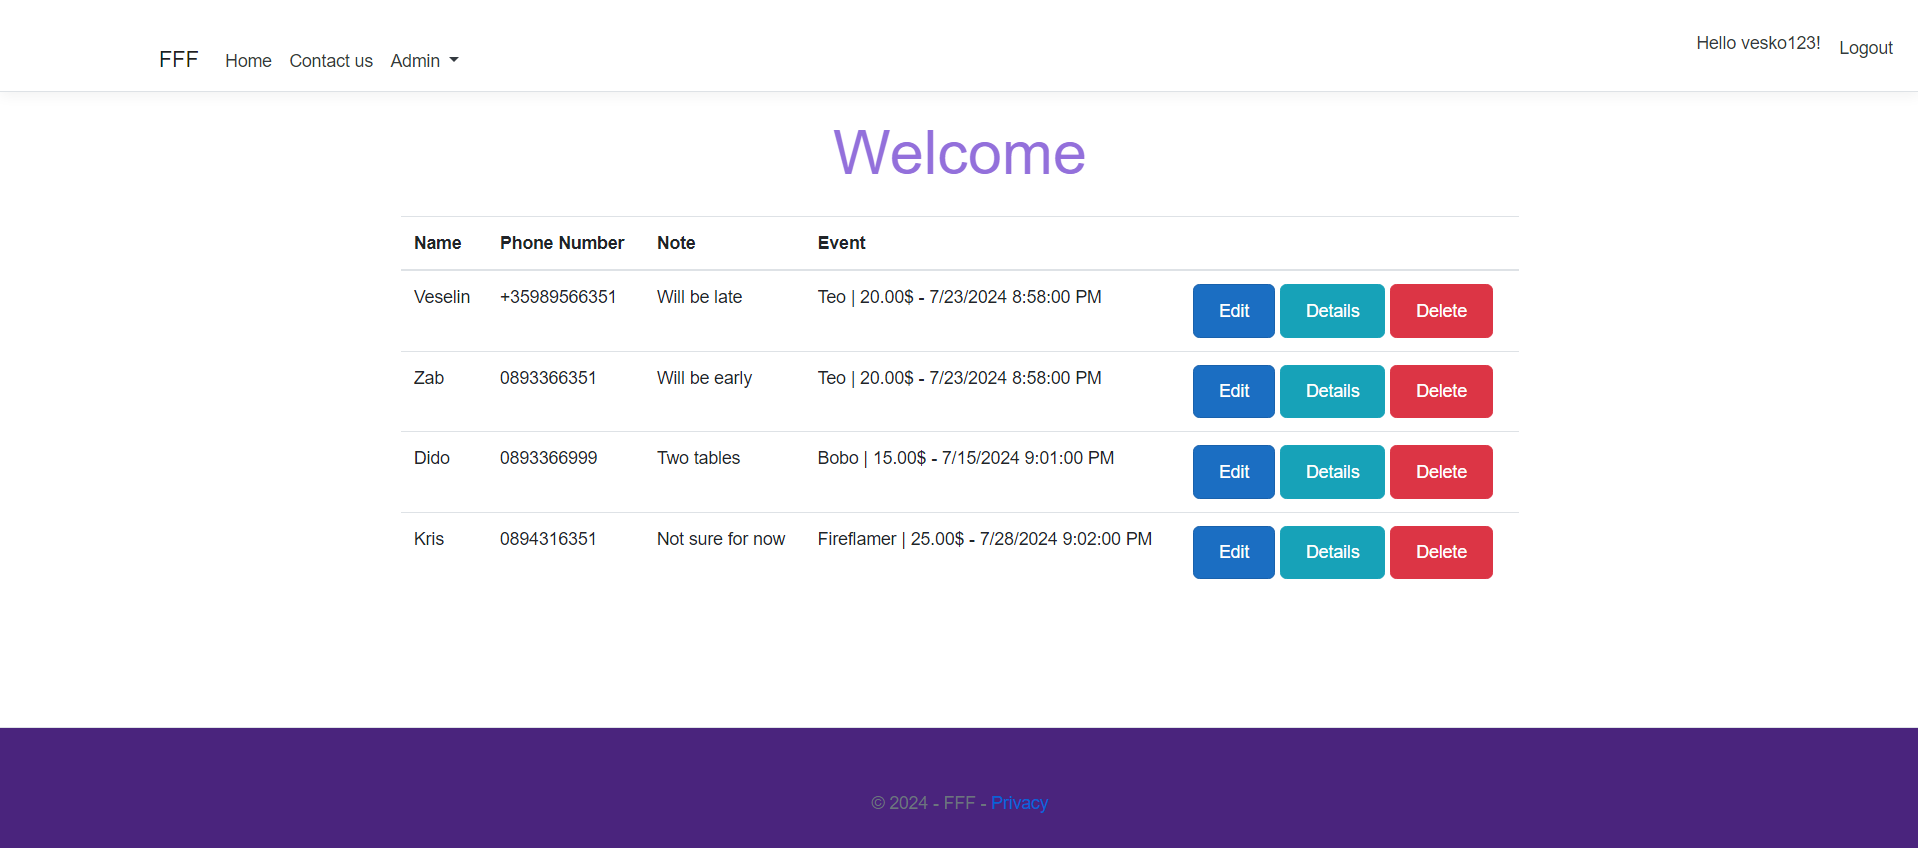 FFF Home Contact us Admin Hello vesko123! Logout
Welcome
Name Phone Number Note Event
Veselin +35989566351 Will be late Teo | 20.00$ - 7/23/2024 8:58:00 PM Edit Details Delete
Zab 0893366351 Will be early Teo | 20.00$ - 7/23/2024 8:58:00 PM Edit Details Delete
Dido 0893366999 Two tables Bobo | 15.00$ - 7/15/2024 9:01:00 PM Edit Details Delete
Kris 0894316351 Not sure for now Fireflamer | 25.00$ - 7/28/2024 9:02:00 PM Edit Details Delete
© 2024 - FFF - Privacy